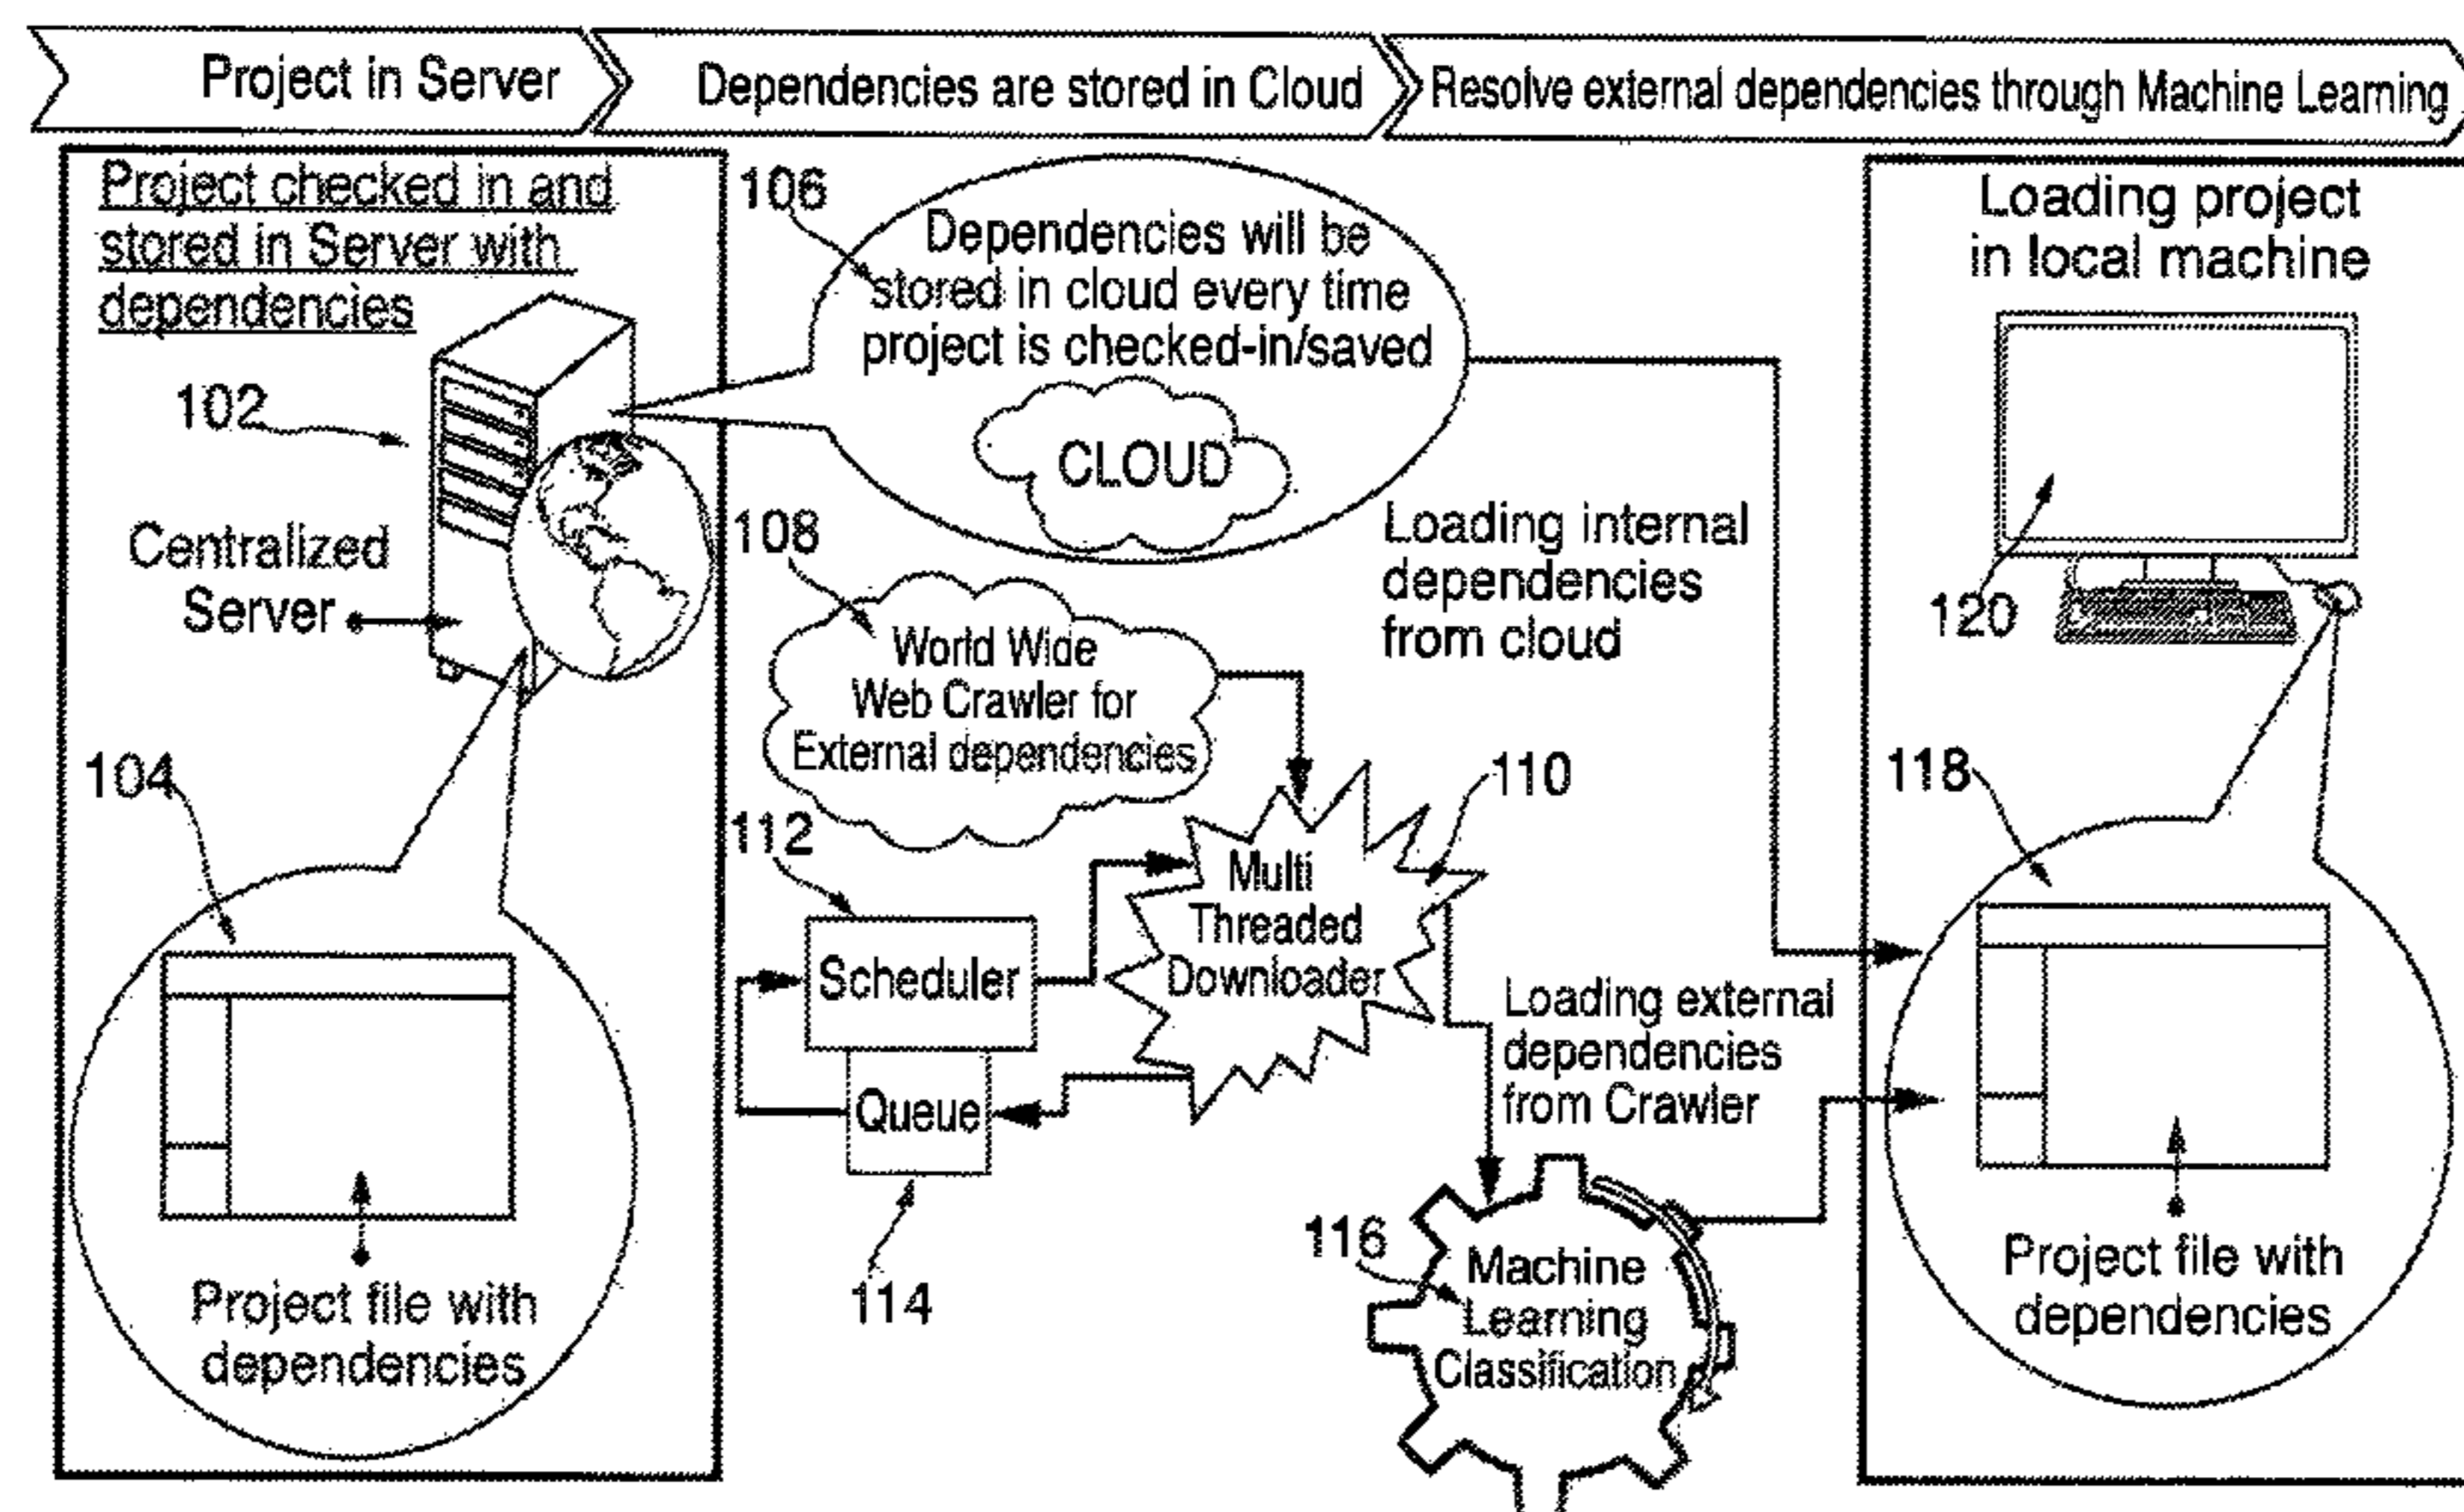 Project in Server
Dependencies are stored in Cloud
Resolve external dependencies through Machine Learning
Project checked in and
stored in Server with
dependencies
102
Centralized
Server
104
Project file with
dependencies
106
Dependencies will be
stored in cloud every time
project is checked-in/saved
CLOUD
108
World Wide
Web Crawler for
External dependencies
Loading internal
dependencies
from cloud
110
Multi
Threaded
Downloader
112
Scheduler
Queue
114
Loading external
dependencies
from Crawler
116
Machine
Learning
Classification
Loading project
in local machine
120
118
Project file with
dependencies